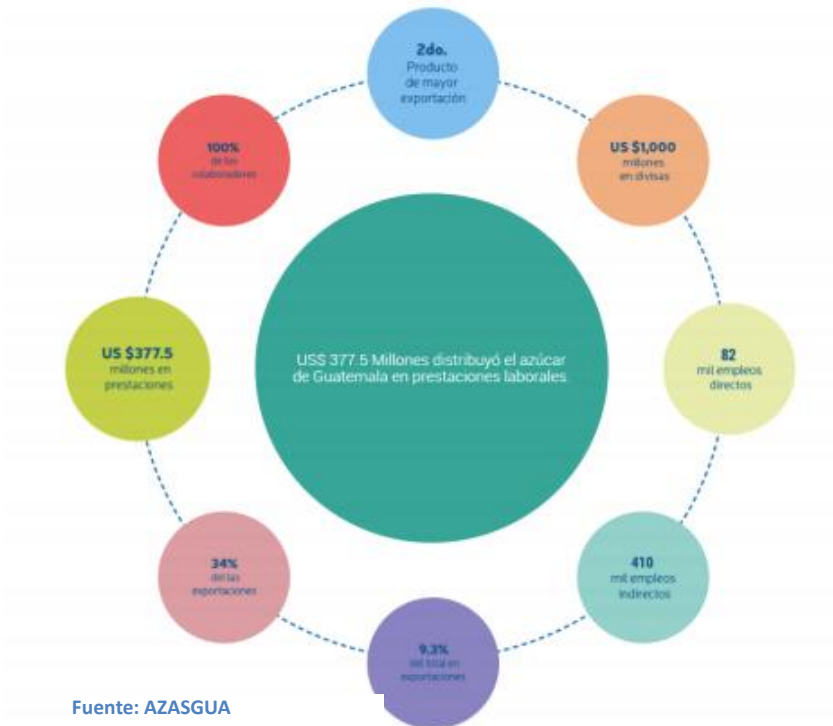 2do.
Producto
de mayor
exportación
US $1,000
millones
en divisas
82
mil empleos
directos
410
mil empleos
indirectos
9.3%
del total en
exportaciones
34%
de las
exportaciones
US $377.5
millones en
prestaciones
100%
de los
colaboradores
US$ 377.5 Millones distribuyó el azúcar
de Guatemala en prestaciones laborales
Fuente: AZASGUA